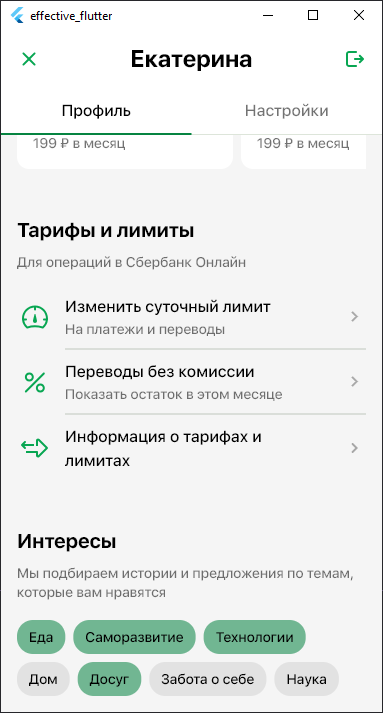 effective_flutter
Екатерина
Профиль
Настройки
199 ₽ в месяц
199 ₽ в месяц
Тарифы и лимиты
Для операций в Сбербанк Онлайн
Изменить суточный лимит
На платежи и переводы
Переводы без комиссии
Показать остаток в этом месяце
Информация о тарифах и
лимитах
Интересы
Мы подбираем истории и предложения по темам,
которые вам нравятся
Еда Саморазвитие Технологии
Дом Досуг Забота о себе Наука